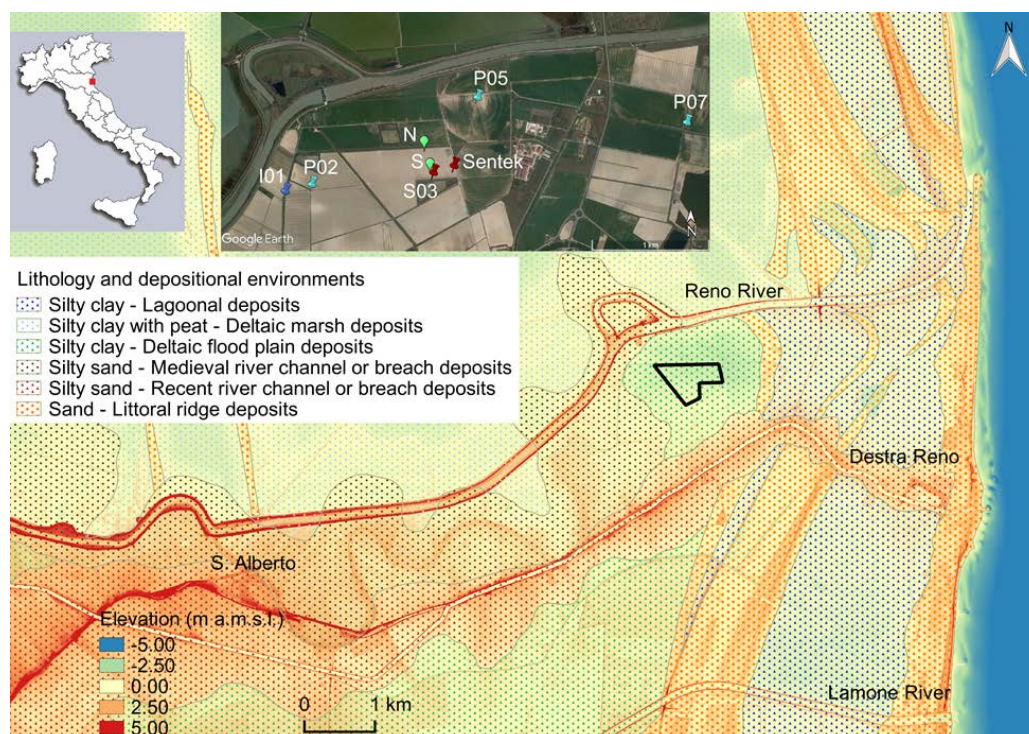 N
P05
P07
N
S
Sentek
P02
I01
S03
Google Earth
N
1 km
Lithology and depositional environments
Silty clay - Lagoonal deposits
Silty clay with peat - Deltaic marsh deposits
Silty clay - Deltaic flood plain deposits
Silty sand - Medieval river channel or breach deposits
Silty sand - Recent river channel or breach deposits
Sand - Littoral ridge deposits
Reno River
Destra Reno
S. Alberto
Elevation (m a.m.s.l.)
-5.00
-2.50
0.00
2.50
5.00
0 1 km
Lamone River